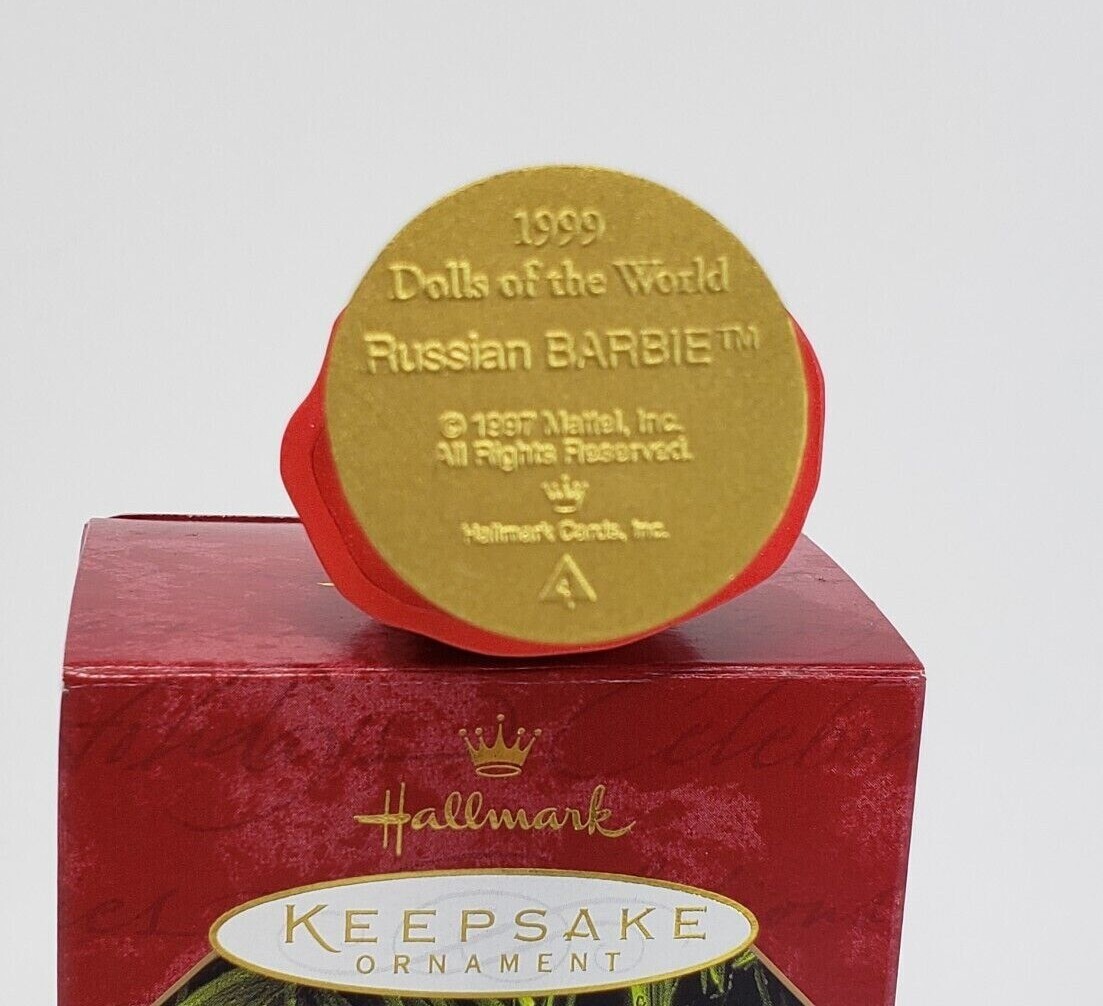 1999
Dolls of the World
Russian BARBIE™
© 1997 Mattel, Inc.
All Rights Reserved.
Hallmark Cards, Inc.
4
Hallmark
KEEPSAKE
ORNAMENT